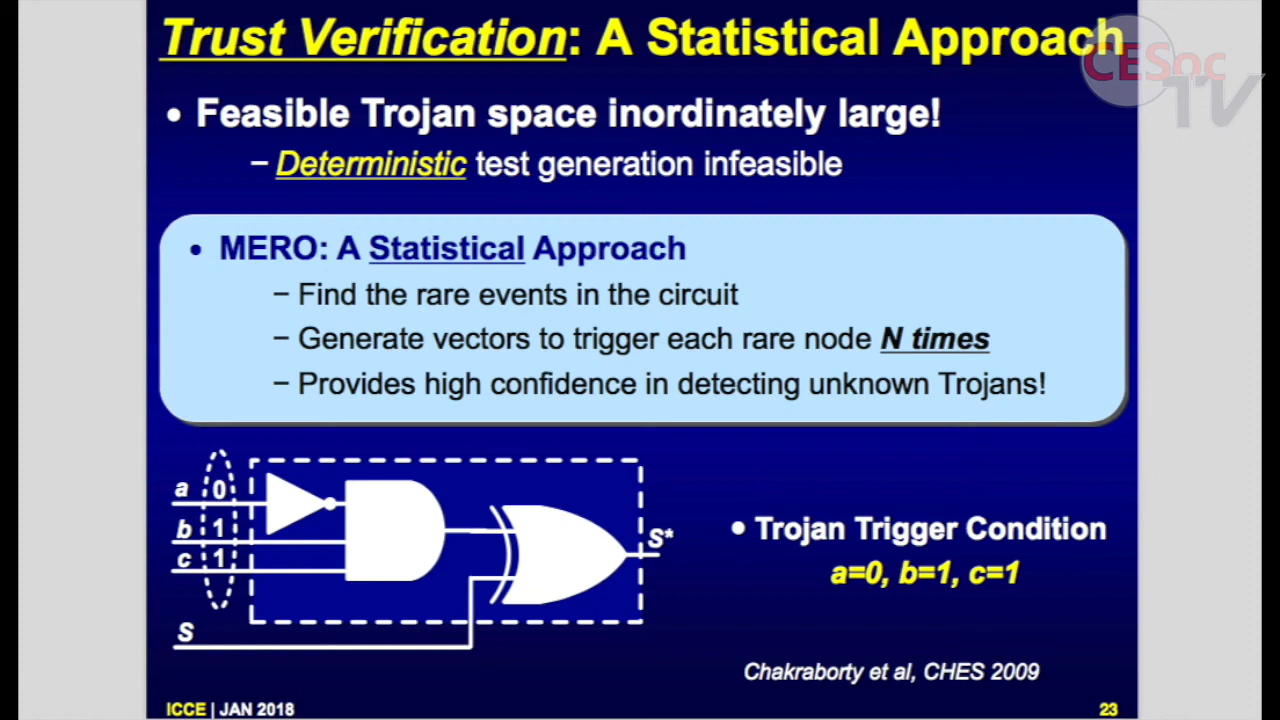 Trust Verification: A Statistical Approach
CESoc
TV
• Feasible Trojan space inordinately large!
– Deterministic test generation infeasible
• MERO: A Statistical Approach
– Find the rare events in the circuit
– Generate vectors to trigger each rare node N times
– Provides high confidence in detecting unknown Trojans!
a 0
b 1
c 1
S
S*
• Trojan Trigger Condition
a=0, b=1, c=1
Chakraborty et al, CHES 2009
ICCE | JAN 2018
23